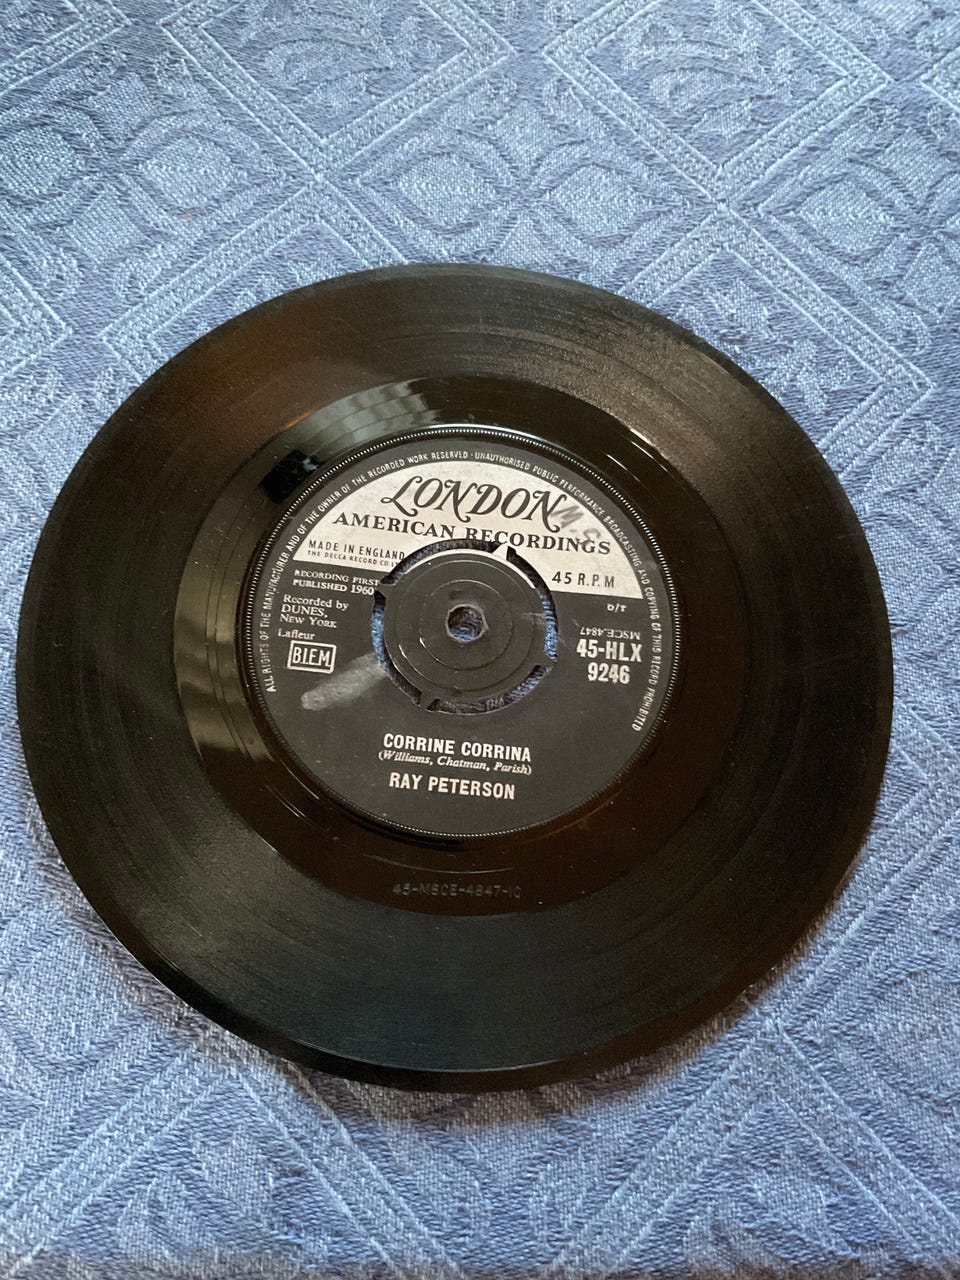 ALL RIGHTS OF THE MANUFACTURER AND OF THE OWNER OF THE RECORDED WORK RESERVED · UNAUTHORISED PUBLIC PERFORMANCE BROADCASTING AND COPYING OF THIS RECORD PROHIBITED
LONDON
AMERICAN RECORDINGS
MADE IN ENGLAND
THE DECCA RECORD CO.
45 R.P.M
RECORDING FIRST
PUBLISHED 1960
Recorded by
DUNES,
NEW YORK
Lafleur
BIEM
D/T
MSCE.4847
45-HLX
9246
CORRINE CORRINA
(Williams, Chatman, Parish)
RAY PETERSON
45-MSCE-4847-1C